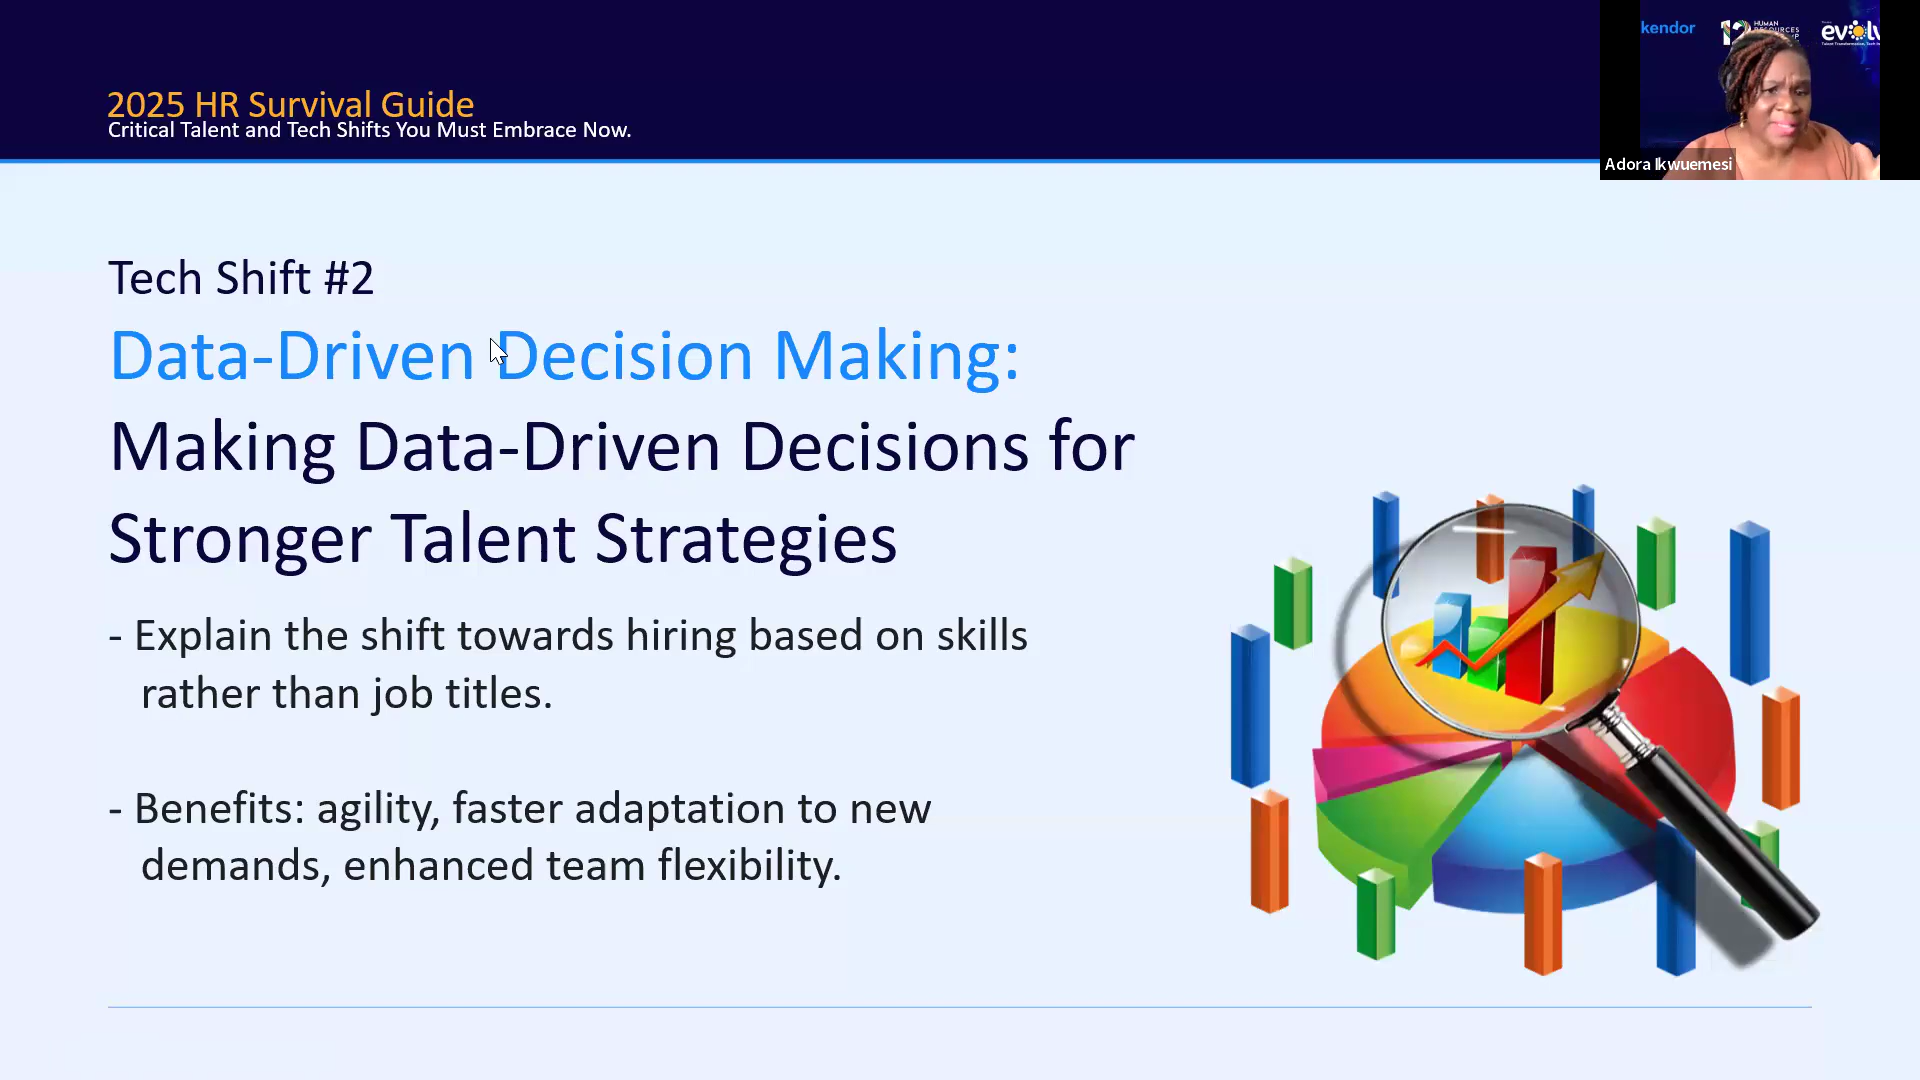 kendor
HUMAN
evolv
2025 HR Survival Guide
Critical Talent and Tech Shifts You Must Embrace Now.
Adora Ikwuemesi
Tech Shift #2
Data-Driven Decision Making:
Making Data-Driven Decisions for
Stronger Talent Strategies
- Explain the shift towards hiring based on skills
rather than job titles.
- Benefits: agility, faster adaptation to new
demands, enhanced team flexibility.